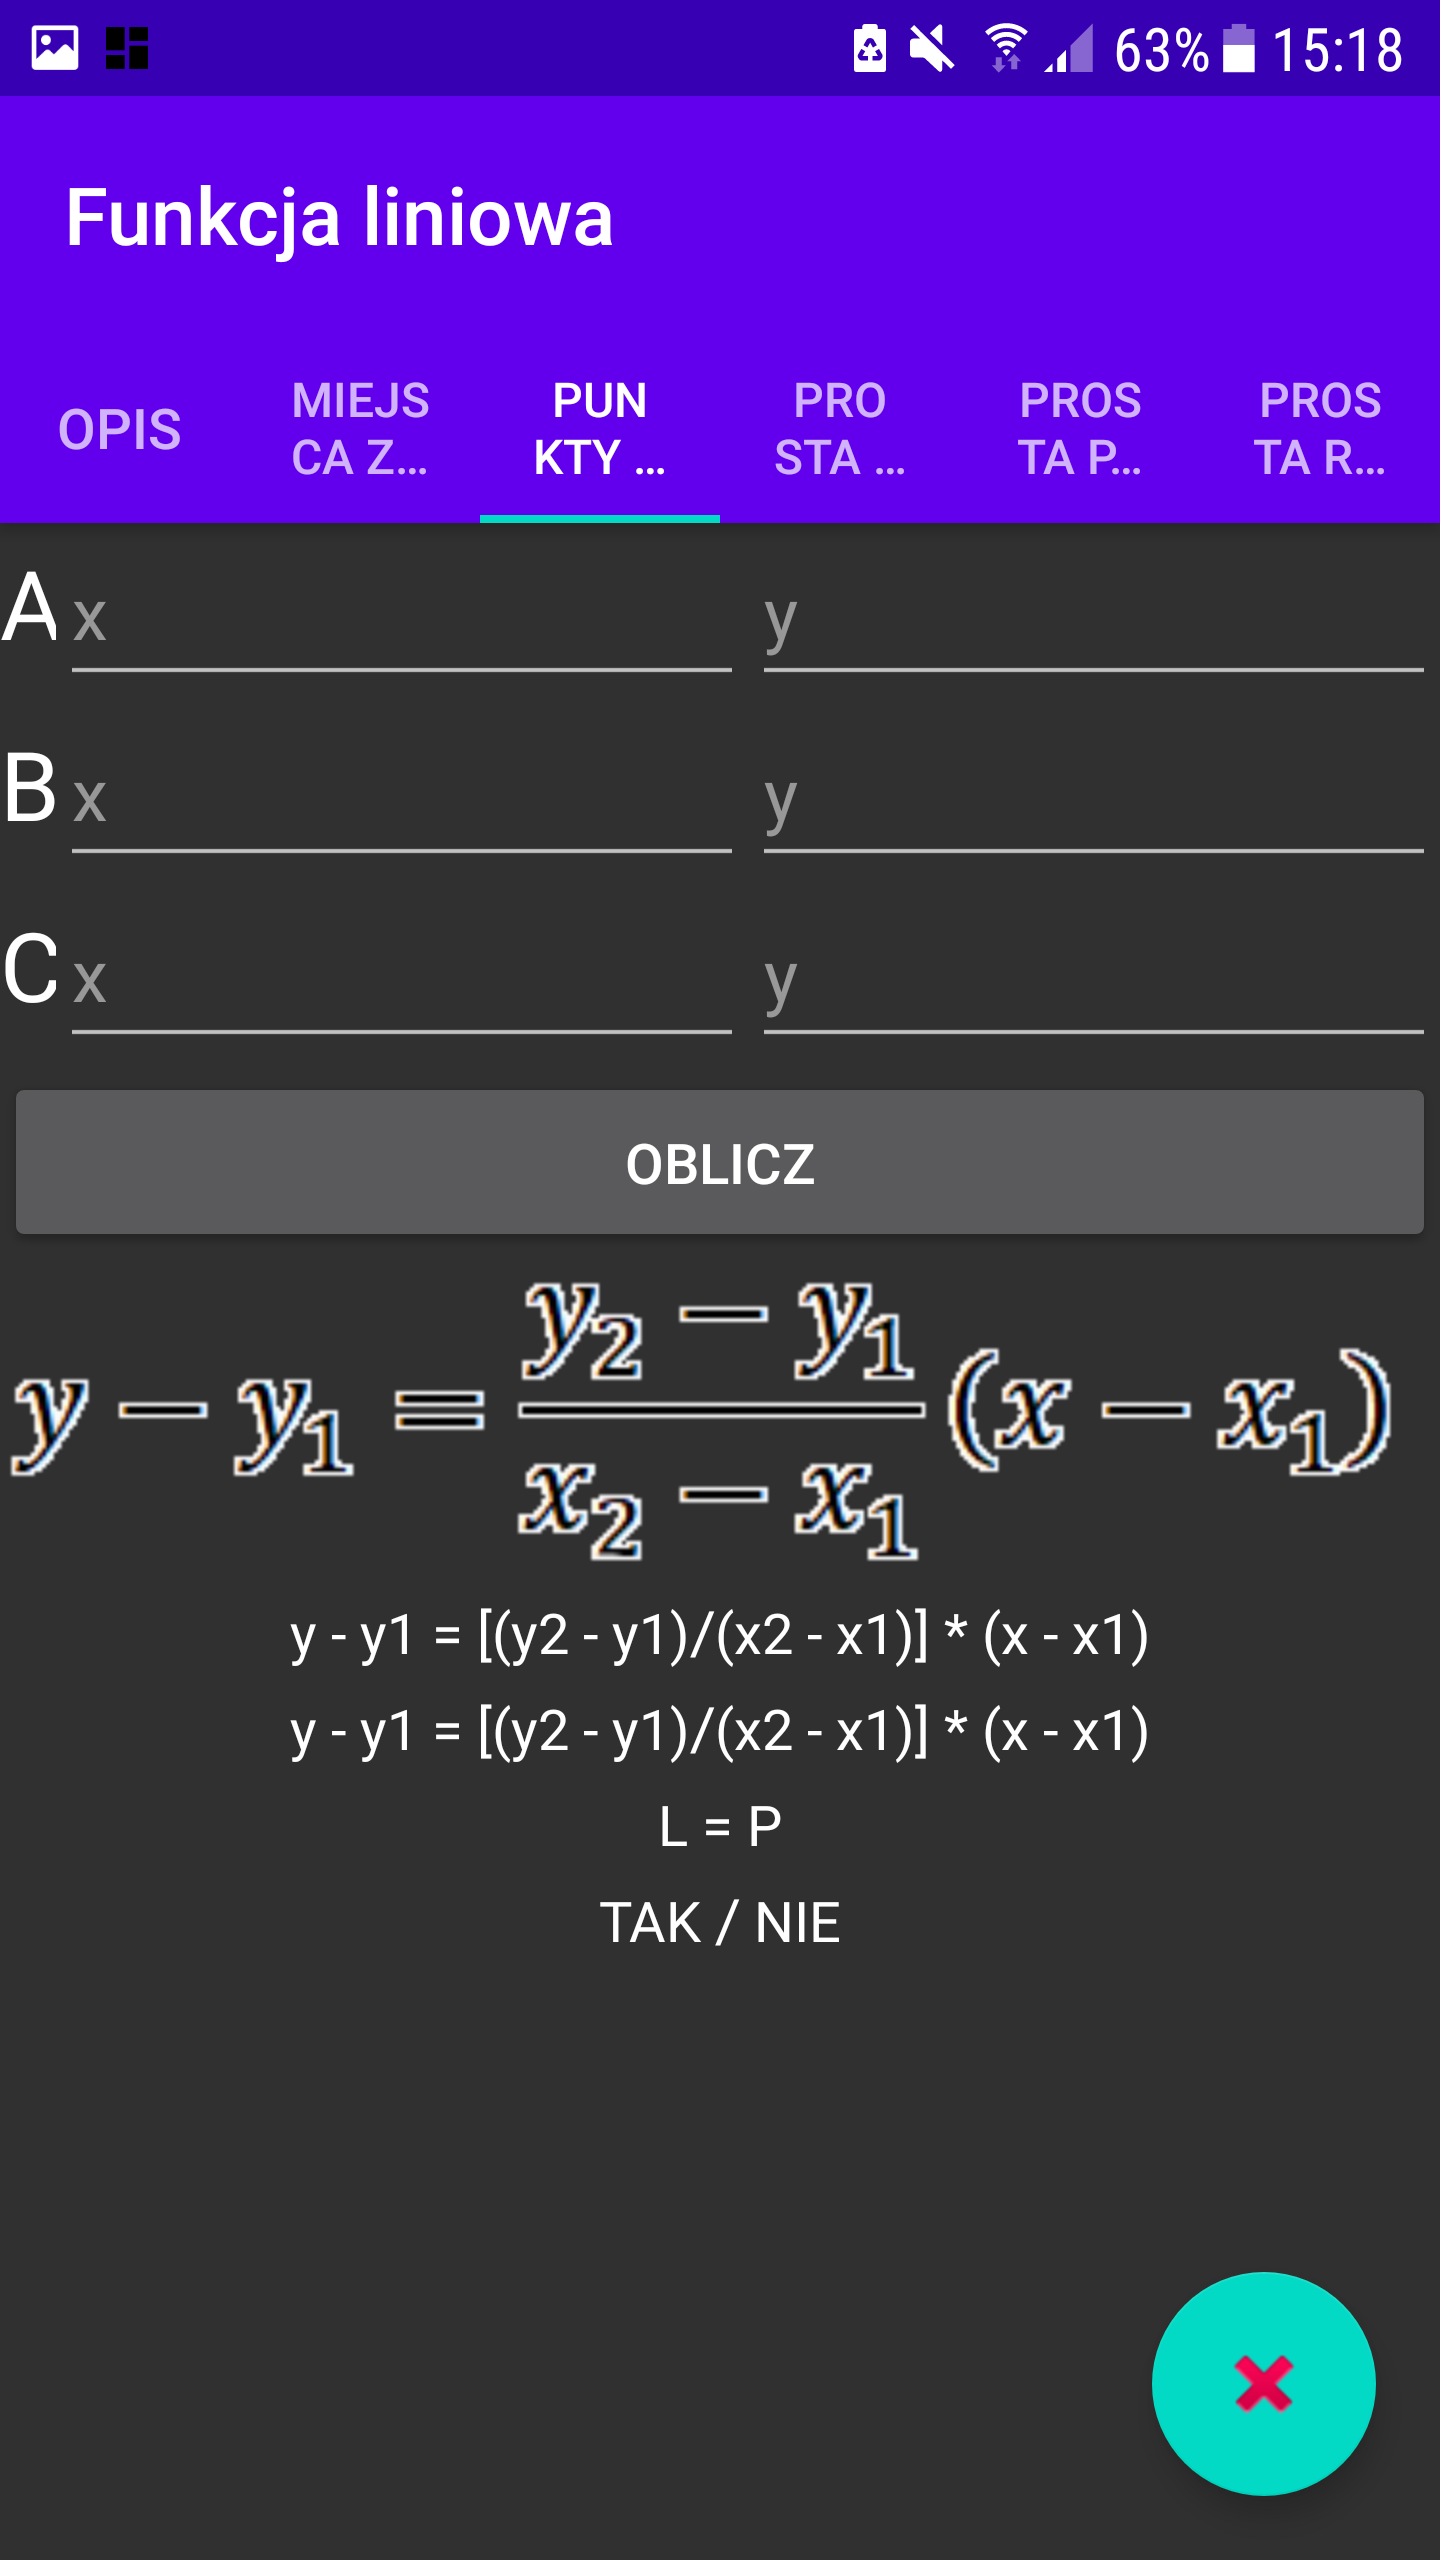 63% 15:18
Funkcja liniowa
OPIS
MIEJS
CA Z...
PUN
KTY ...
PRO
STA ...
PROS
TA P...
PROS
TA R...
A x y
B x y
C x y
OBLICZ
y − y₁ = (y₂ − y₁)/(x₂ − x₁) (x − x₁)
y - y1 = [(y2 - y1)/(x2 - x1)] * (x - x1)
y - y1 = [(y2 - y1)/(x2 - x1)] * (x - x1)
L = P
TAK / NIE